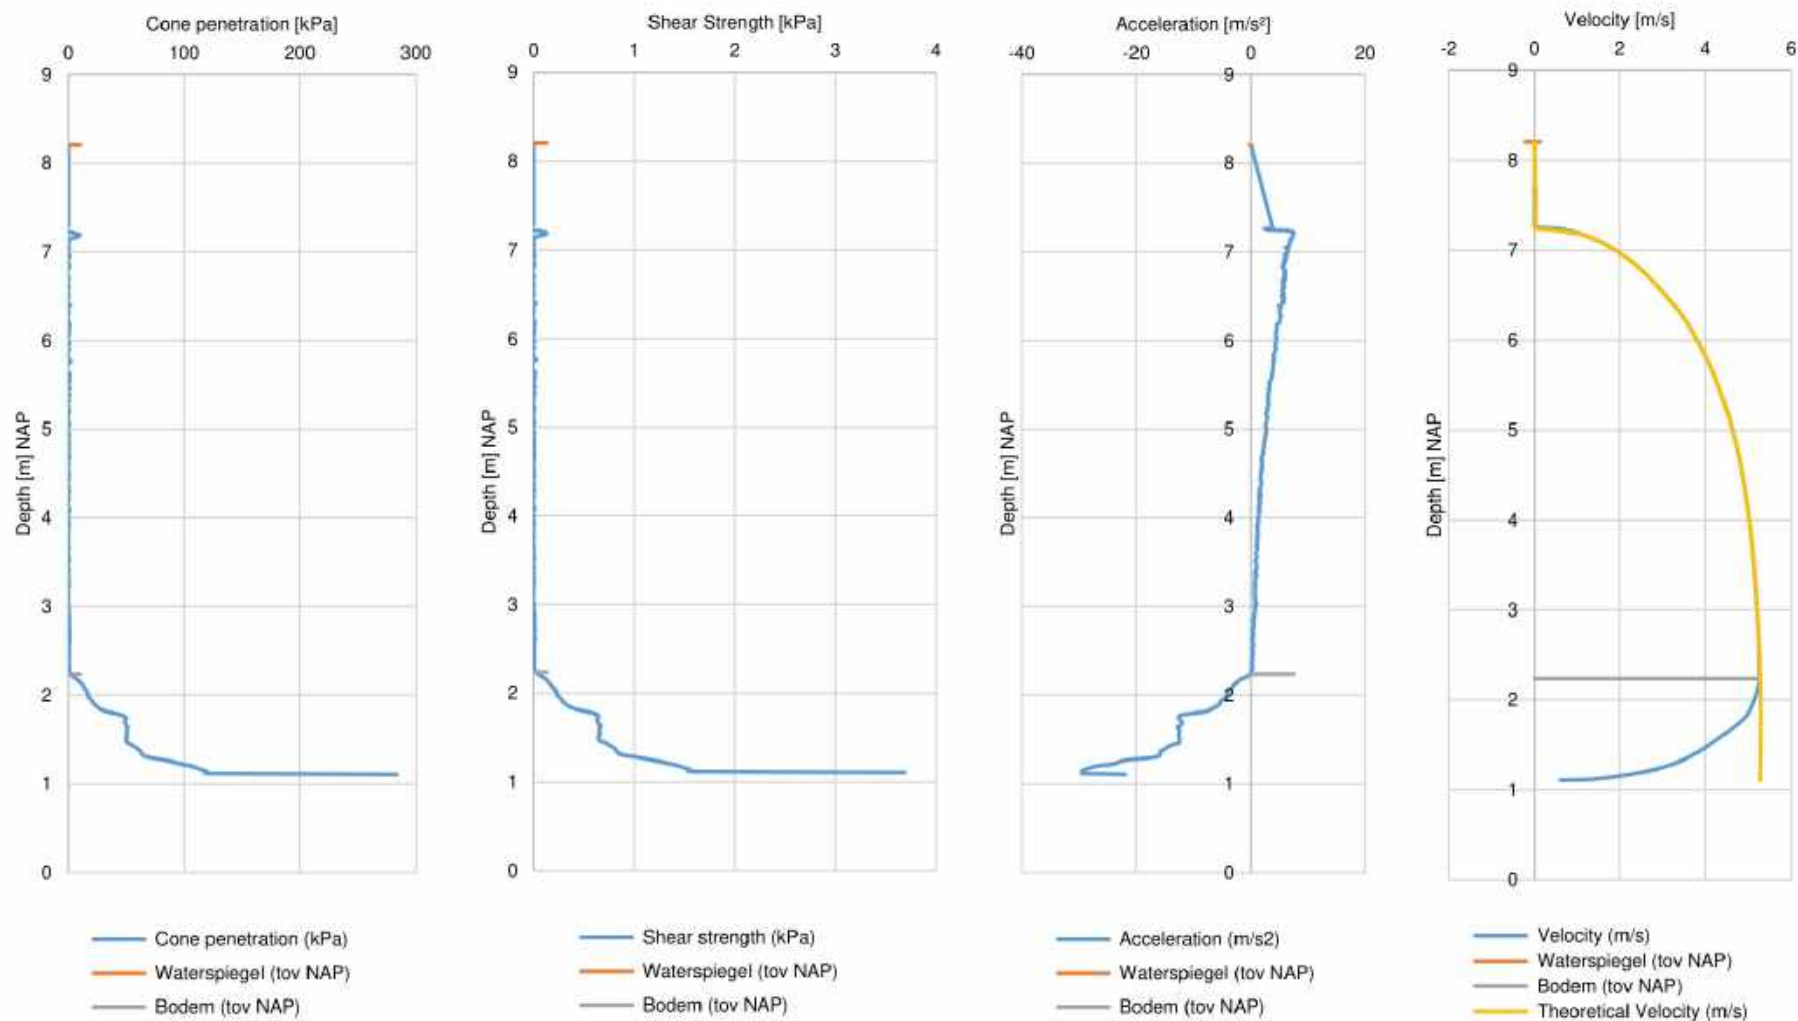 Cone penetration [kPa]
0 100 200 300
9
8
7
6
5
4
3
2
1
0
Depth [m] NAP
Cone penetration (kPa)
Waterspiegel (tov NAP)
Bodem (tov NAP)
Shear Strength [kPa]
0 1 2 3 4
9
8
7
6
5
4
3
2
1
0
Depth [m] NAP
Shear strength (kPa)
Waterspiegel (tov NAP)
Bodem (tov NAP)
Acceleration [m/s²]
-40 -20 0 20
9
8
7
6
5
4
3
2
1
0
Depth [m] NAP
Acceleration (m/s2)
Waterspiegel (tov NAP)
Bodem (tov NAP)
Velocity [m/s]
-2 0 2 4 6
9
8
7
6
5
4
3
2
1
0
Depth [m] NAP
Velocity (m/s)
Waterspiegel (tov NAP)
Bodem (tov NAP)
Theoretical Velocity (m/s)